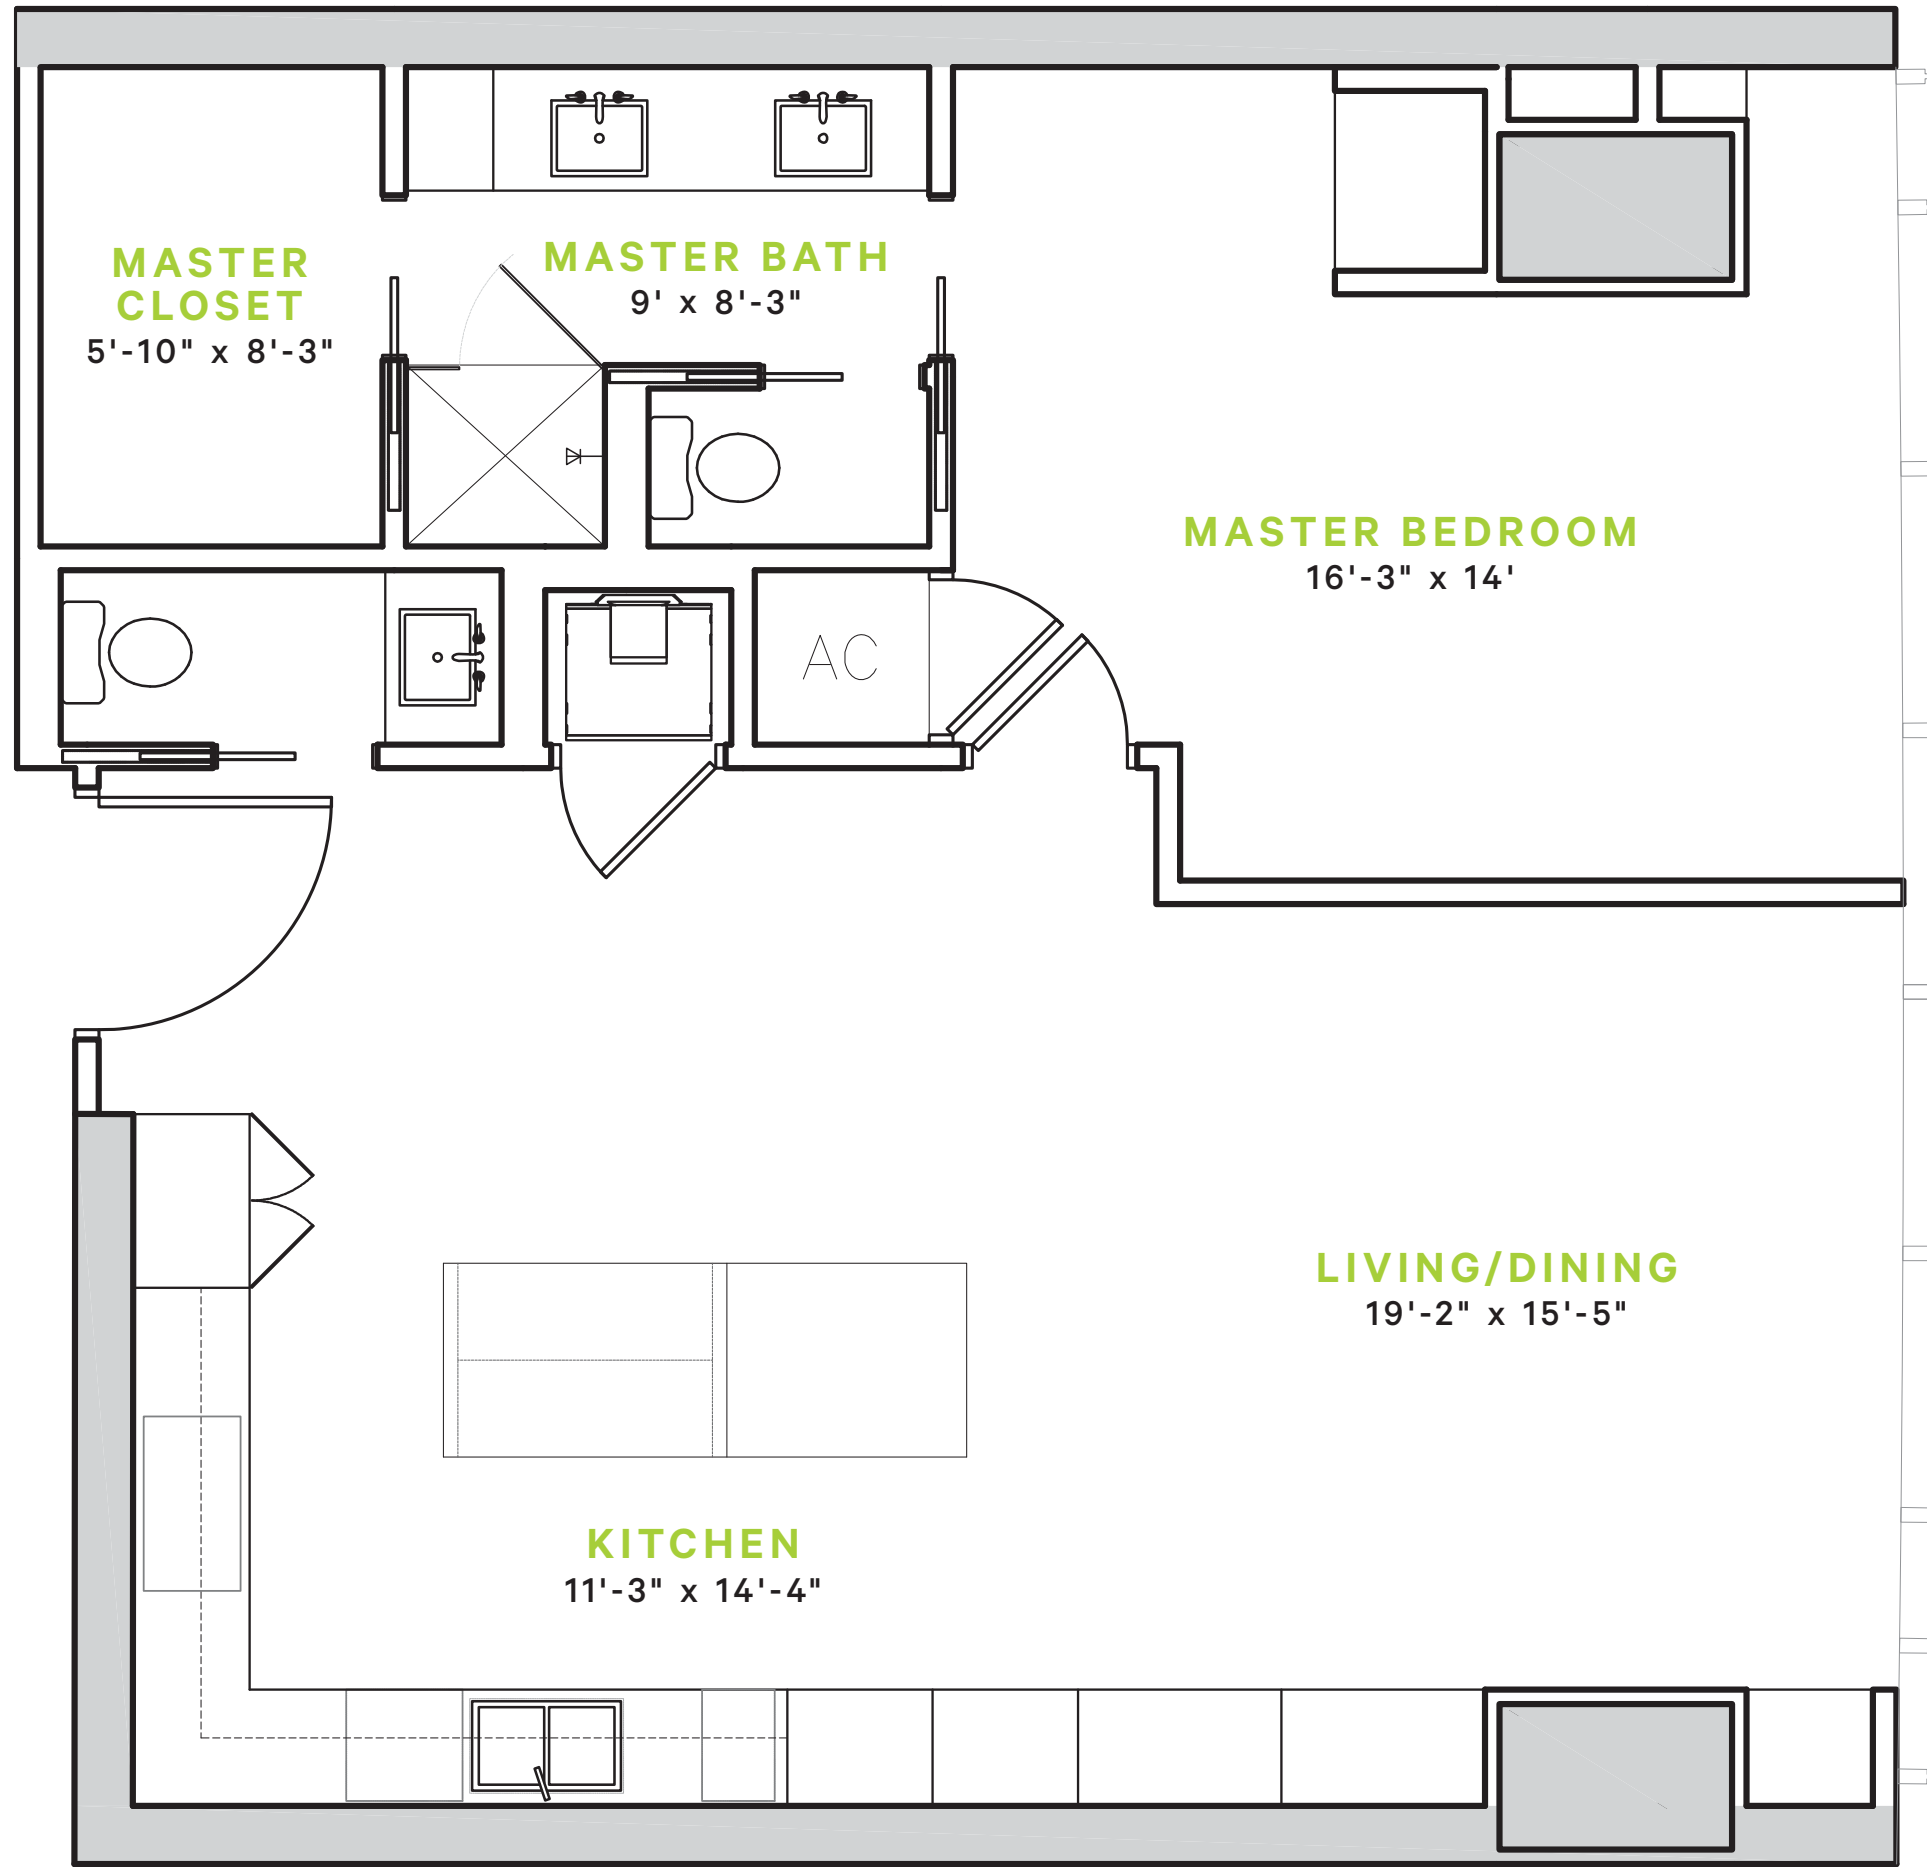 MASTER
CLOSET
5'-10" x 8'-3"
MASTER BATH
9' x 8'-3"
MASTER BEDROOM
16'-3" x 14'
AC
LIVING/DINING
19'-2" x 15'-5"
KITCHEN
11'-3" x 14'-4"